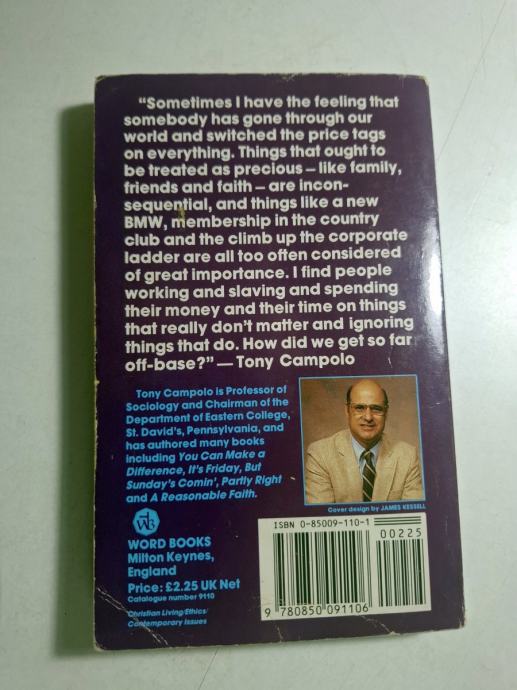 “Sometimes I have the feeling that
somebody has gone through our
world and switched the price tags
on everything. Things that ought to
be treated as precious – like family,
friends and faith – are incon-
sequential, and things like a new
BMW, membership in the country
club and the climb up the corporate
ladder are all too often considered
of great importance. I find people
working and slaving and spending
their money and their time on things
that really don't matter and ignoring
things that do. How did we get so far
off-base?” — Tony Campolo
Tony Campolo is Professor of
Sociology and Chairman of the
Department of Eastern College,
St. David's, Pennsylvania, and
has authored many books
including You Can Make a
Difference, It's Friday, But
Sunday's Comin', Partly Right
and A Reasonable Faith.
Cover design by JAMES KESSELL
WORD BOOKS
Milton Keynes,
England
Price: £2.25 UK Net
Catalogue number 9110
Christian Living/Ethics/
Contemporary Issues
ISBN 0-85009-110-1
00225
9 780850 091106